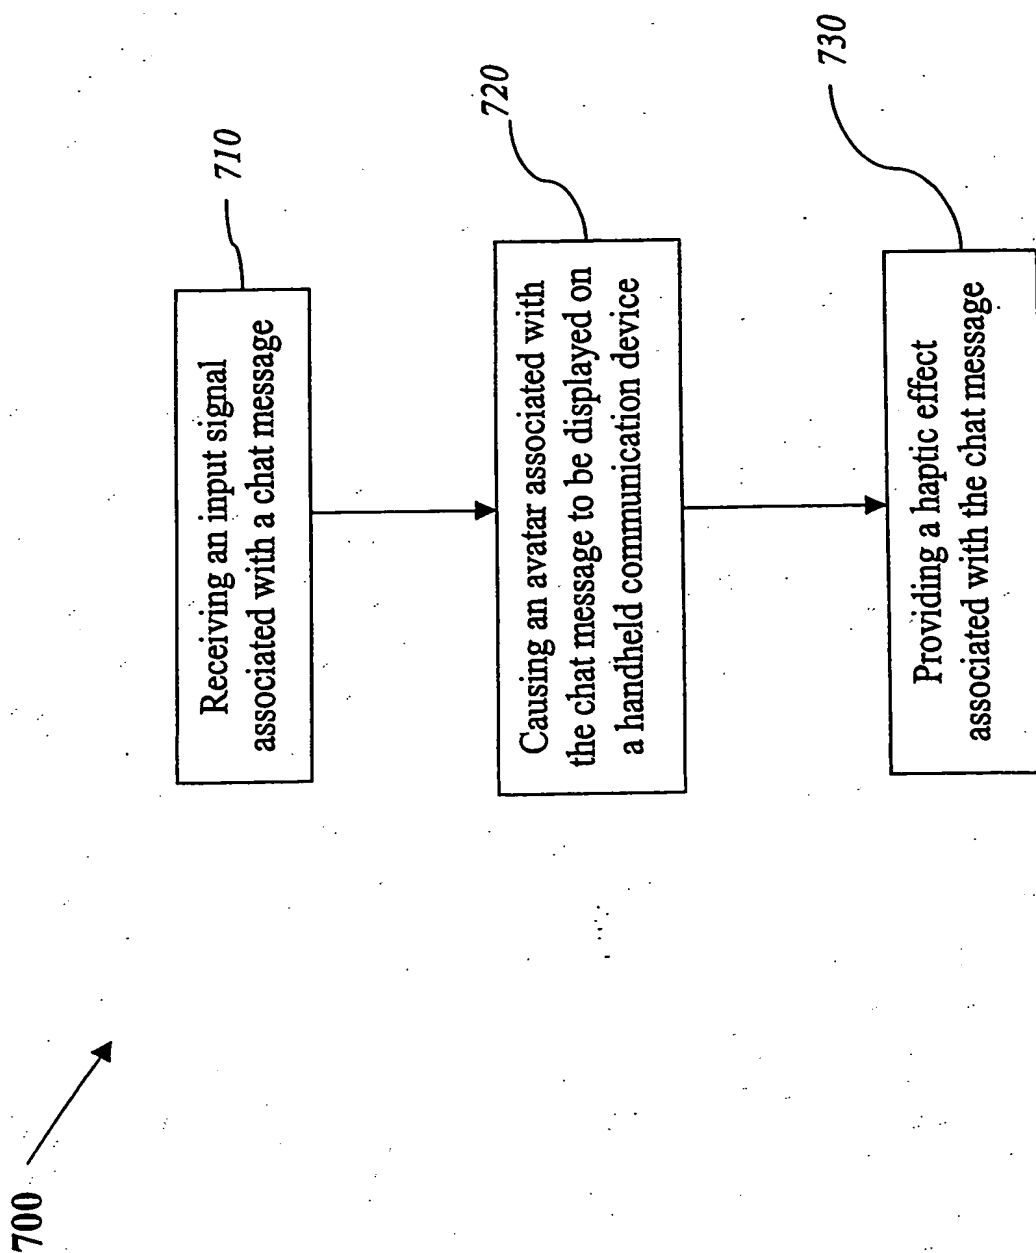 700
710
Receiving an input signal
associated with a chat message
720
Causing an avatar associated with
the chat message to be displayed on
a handheld communication device
730
Providing a haptic effect
associated with the chat message